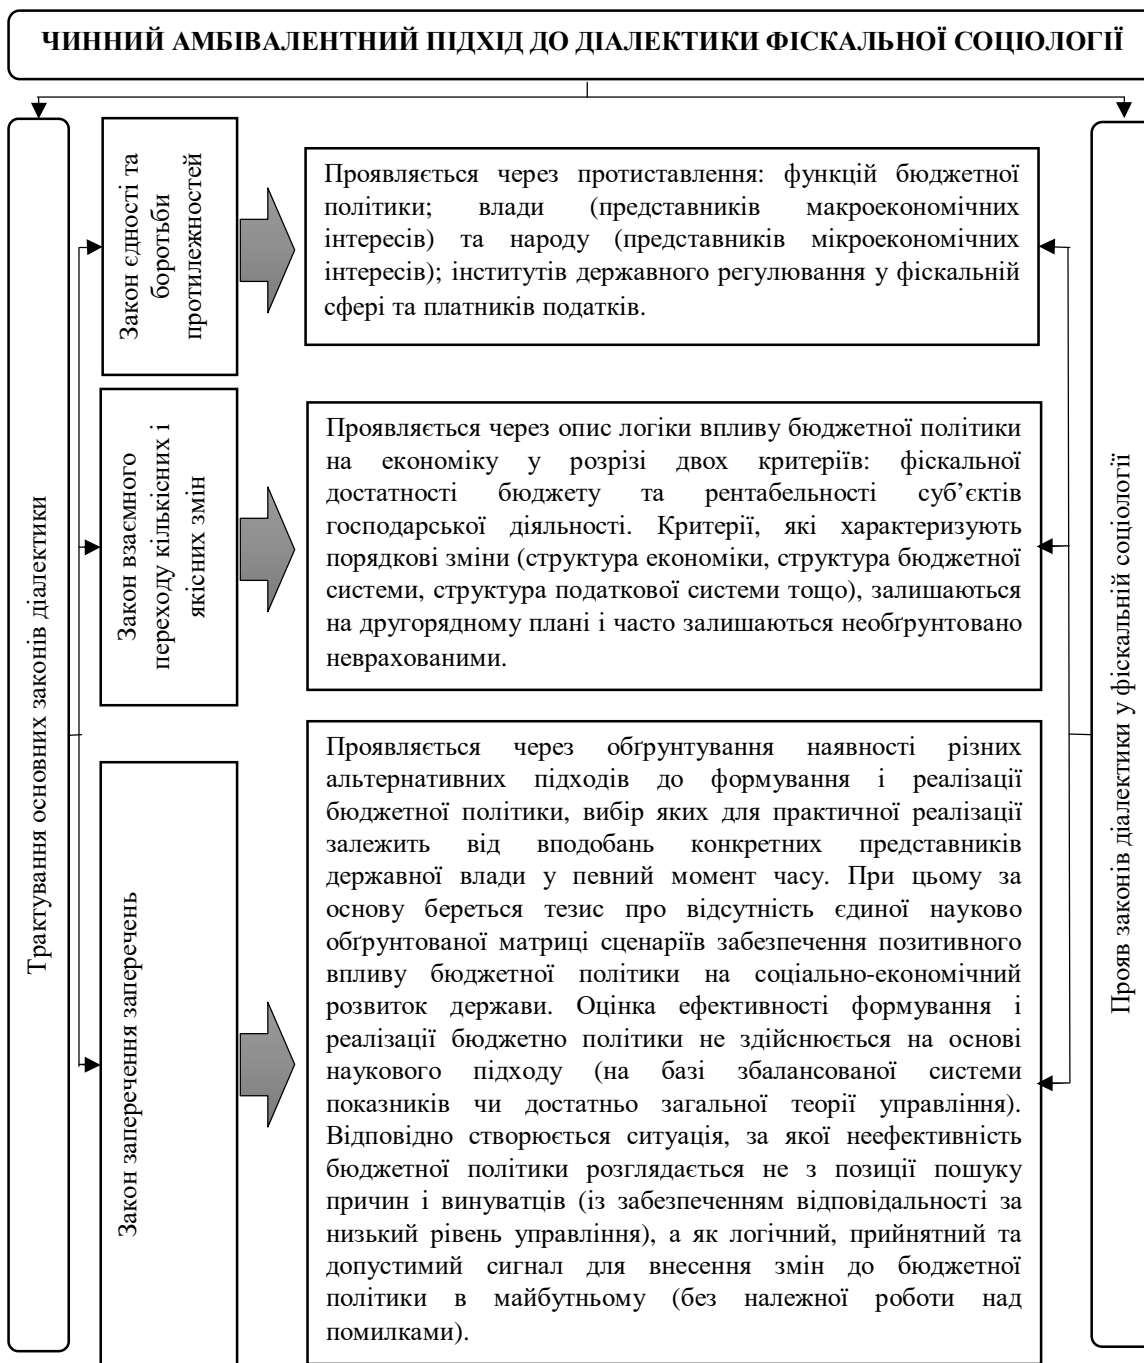 ЧИННИЙ АМБІВАЛЕНТНИЙ ПІДХІД ДО ДІАЛЕКТИКИ ФІСКАЛЬНОЇ СОЦІОЛОГІЇ
Трактування основних законів діалектики
Закон єдності та
боротьби
протилежностей
Проявляється через протиставлення: функцій бюджетної
політики; влади (представників макроекономічних
інтересів) та народу (представників мікроекономічних
інтересів); інститутів державного регулювання у фіскальній
сфері та платників податків.
Закон взаємного
переходу кількісних і
якісних змін
Проявляється через опис логіки впливу бюджетної політики
на економіку у розрізі двох критеріїв: фіскальної
достатності бюджету та рентабельності суб’єктів
господарської діяльності. Критерії, які характеризують
порядкові зміни (структура економіки, структура бюджетної
системи, структура податкової системи тощо), залишаються
на другорядному плані і часто залишаються необґрунтовано
неврахованими.
Закон заперечення заперечень
Проявляється через обґрунтування наявності різних
альтернативних підходів до формування і реалізації
бюджетної політики, вибір яких для практичної реалізації
залежить від вподобань конкретних представників
державної влади у певний момент часу. При цьому за
основу береться тезис про відсутність єдиної науково
обґрунтованої матриці сценаріїв забезпечення позитивного
впливу бюджетної політики на соціально-економічний
розвиток держави. Оцінка ефективності формування і
реалізації бюджетно політики не здійснюється на основі
наукового підходу (на базі збалансованої системи
показників чи достатньо загальної теорії управління).
Відповідно створюється ситуація, за якої неефективність
бюджетної політики розглядається не з позиції пошуку
причин і винуватців (із забезпеченням відповідальності за
низький рівень управління), а як логічний, прийнятний та
допустимий сигнал для внесення змін до бюджетної
політики в майбутньому (без належної роботи над
помилками).
Прояв законів діалектики у фіскальній соціології